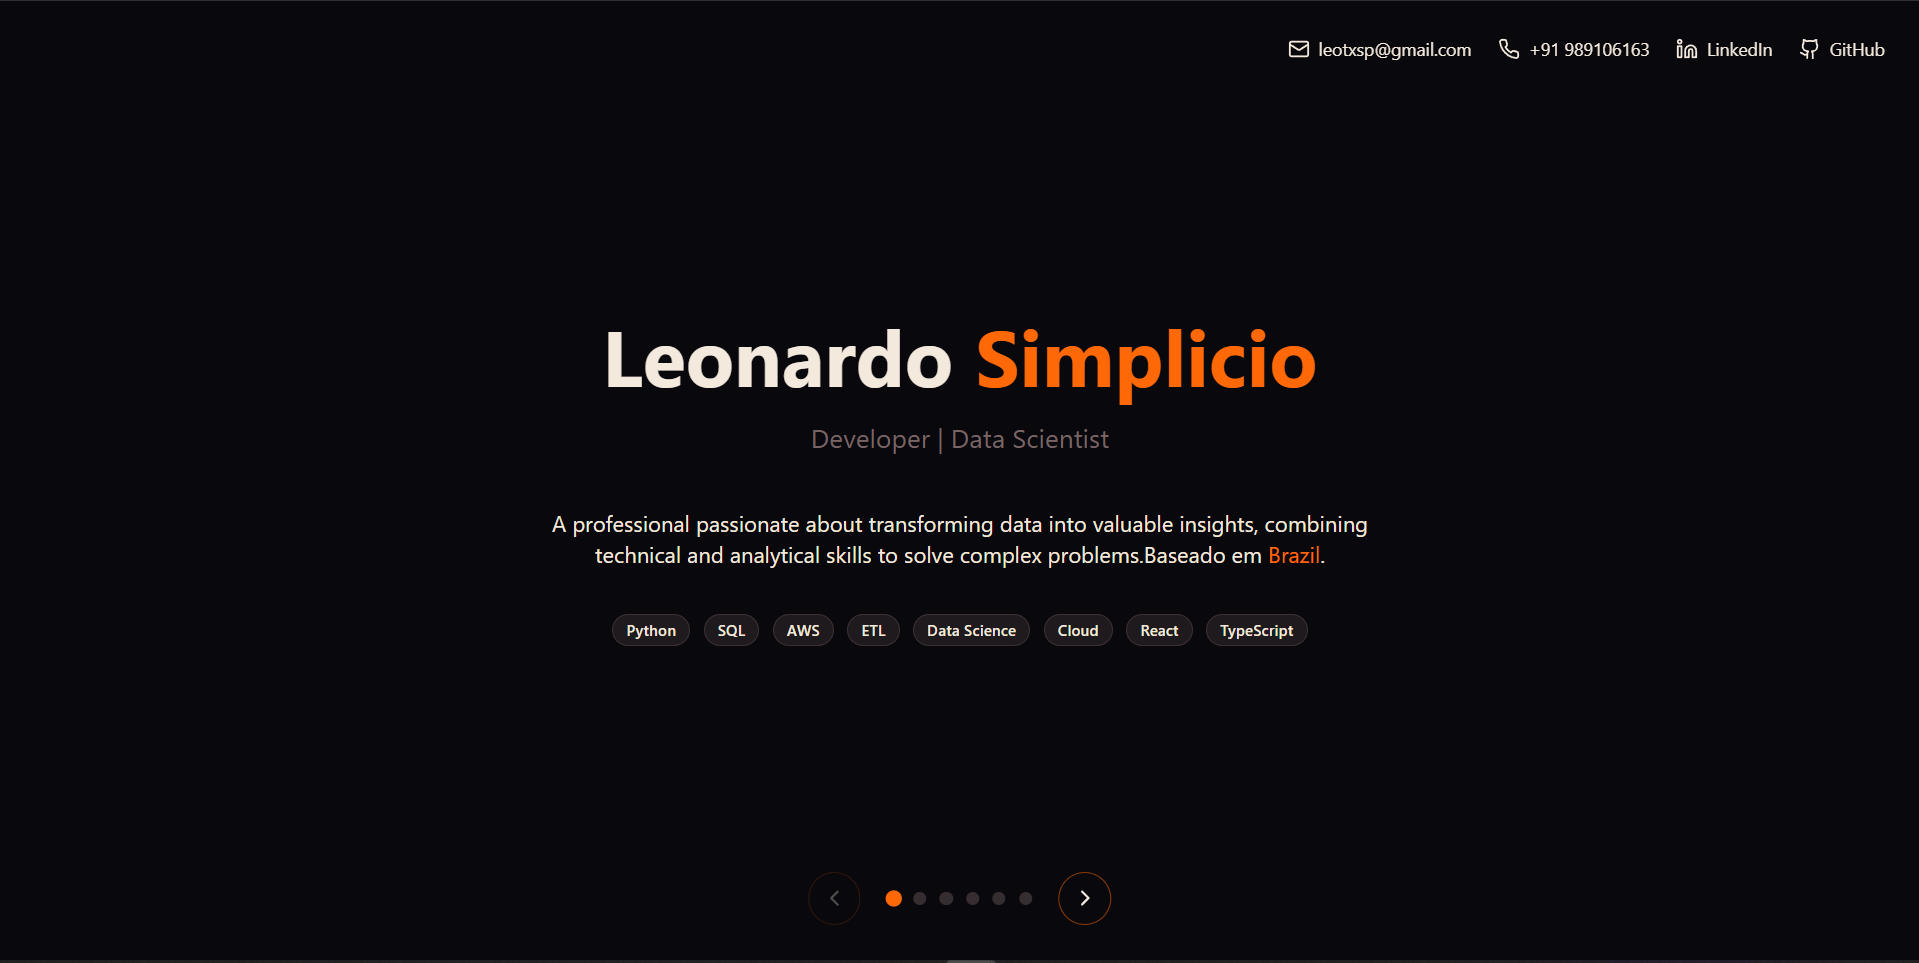 leotxsp@gmail.com +91 989106163 LinkedIn GitHub
Leonardo Simplicio
Developer | Data Scientist
A professional passionate about transforming data into valuable insights, combining
technical and analytical skills to solve complex problems.Baseado em Brazil.
Python SQL AWS ETL Data Science Cloud React TypeScript